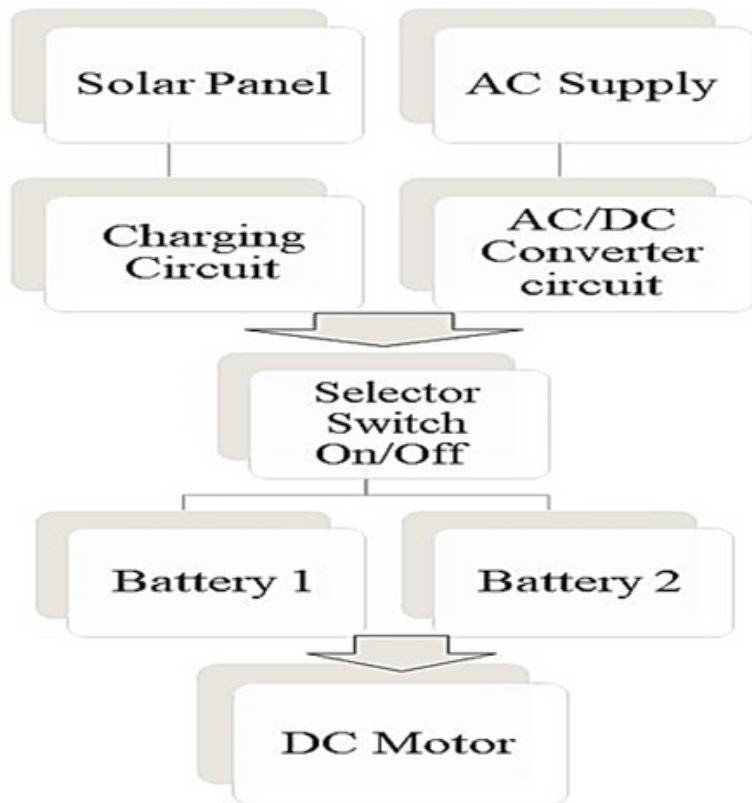 Solar Panel
AC Supply
Charging
Circuit
AC/DC
Converter
circuit
Selector
Switch
On/Off
Battery 1
Battery 2
DC Motor